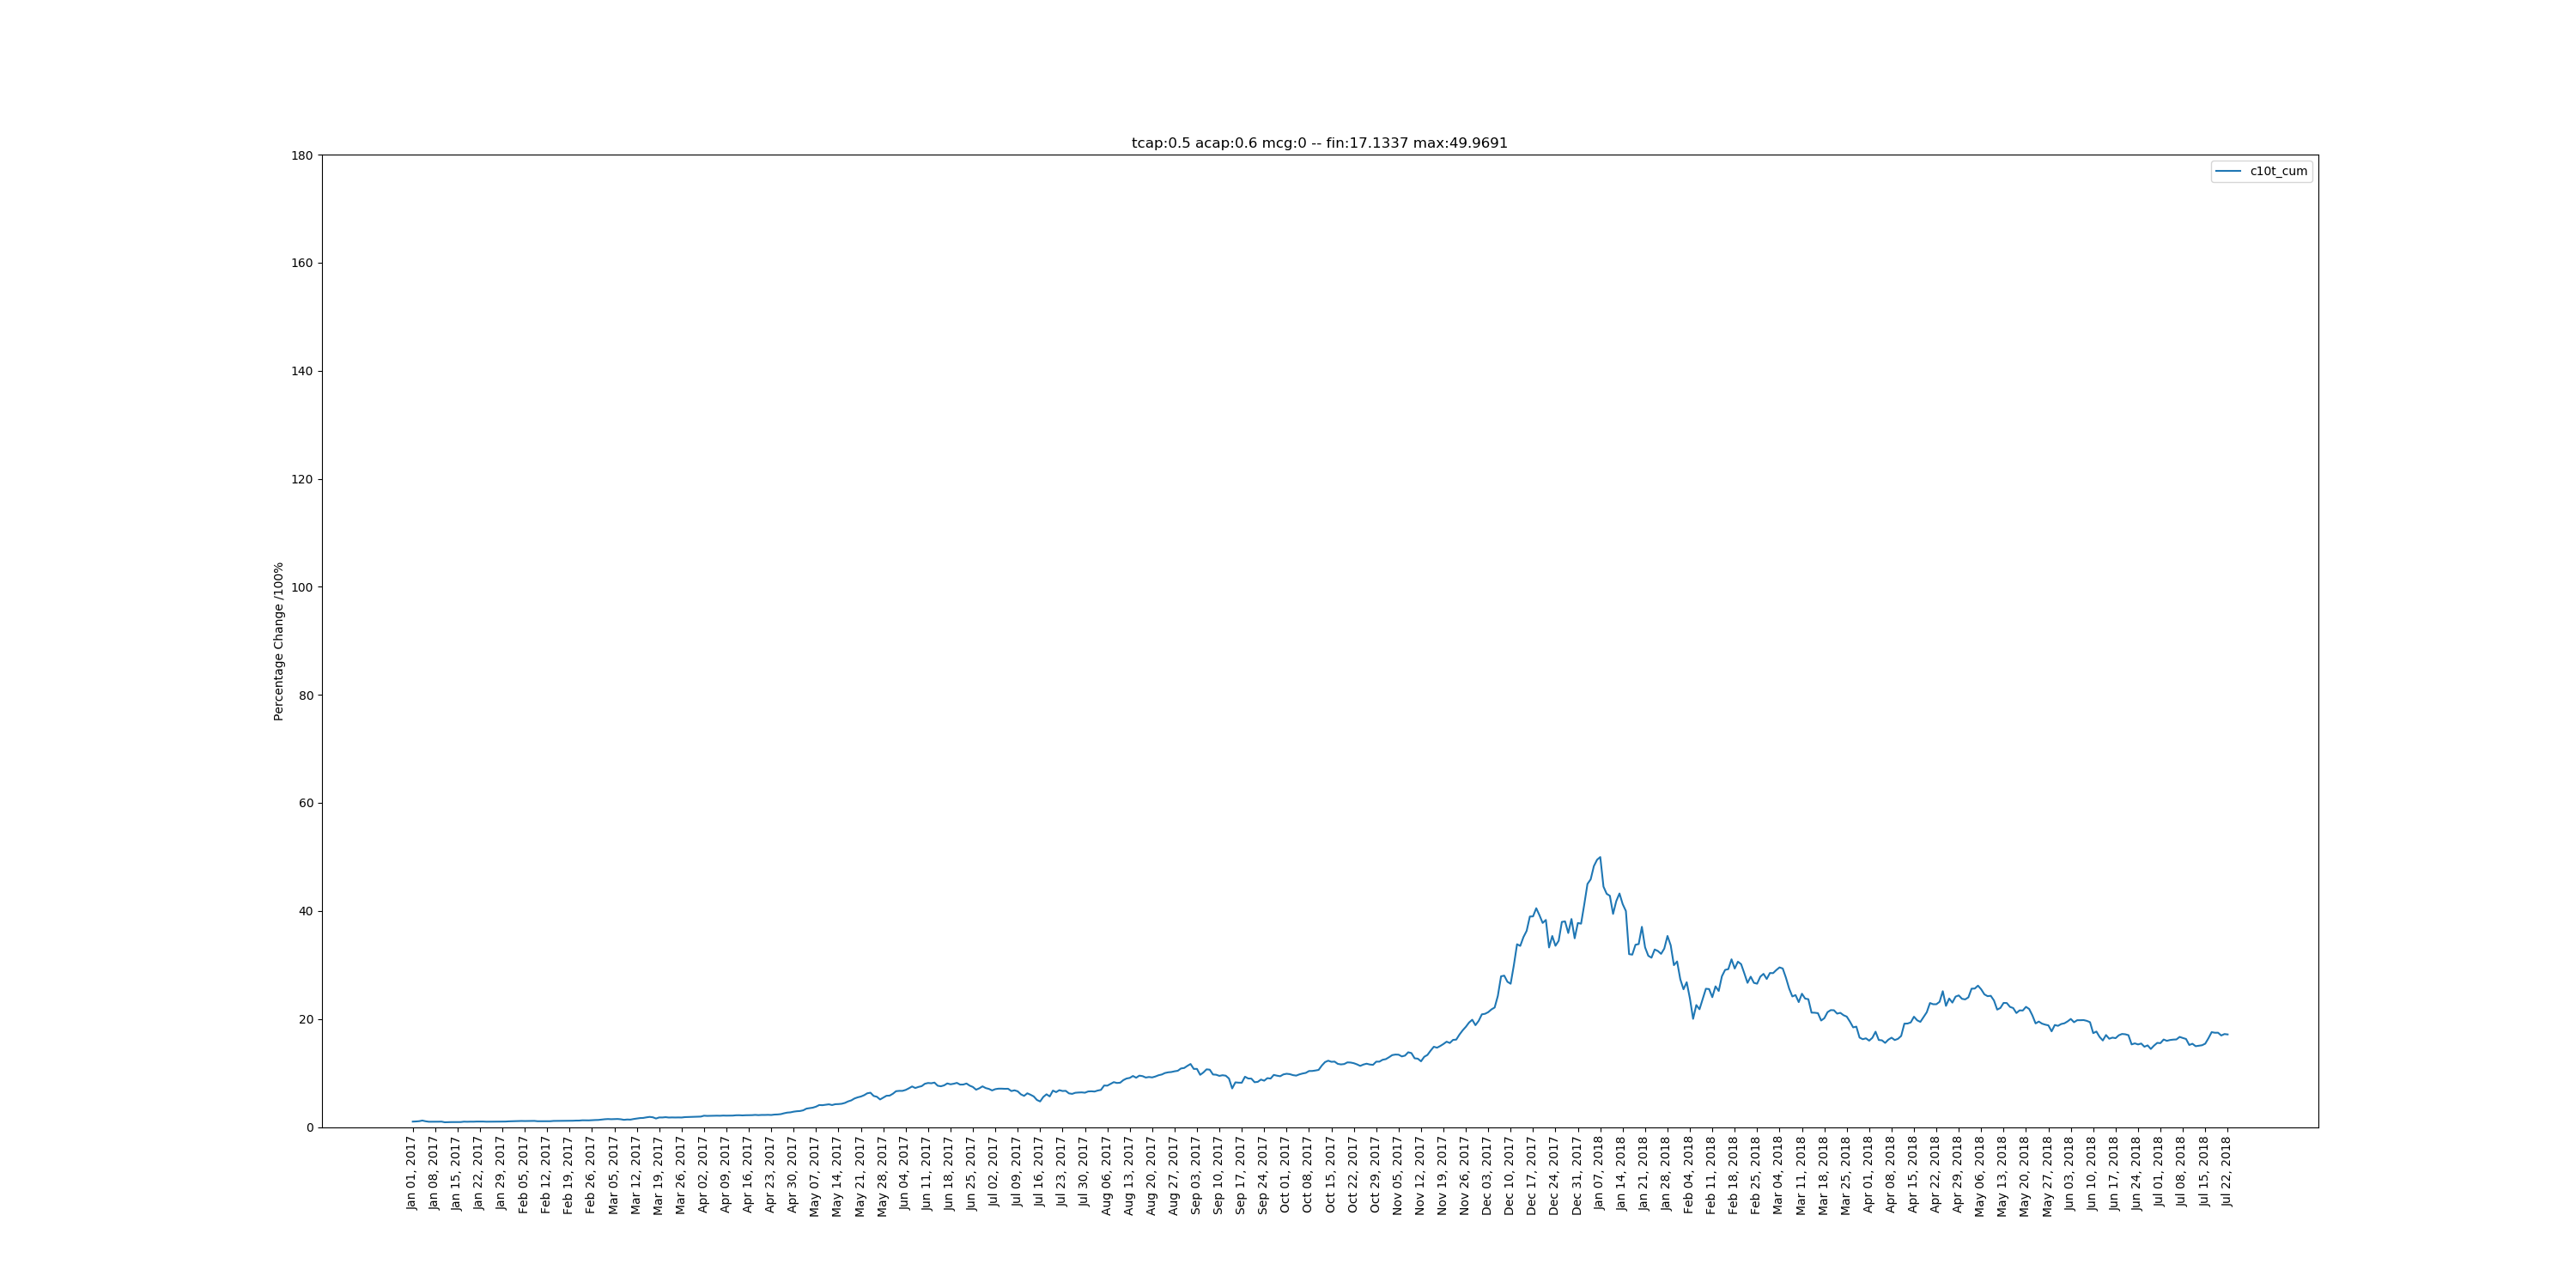 tcap:0.5 acap:0.6 mcg:0 -- fin:17.1337 max:49.9691
c10t_cum
Percentage Change /100%
180
160
140
120
100
80
60
40
20
0
Jan 01, 2017
Jan 08, 2017
Jan 15, 2017
Jan 22, 2017
Jan 29, 2017
Feb 05, 2017
Feb 12, 2017
Feb 19, 2017
Feb 26, 2017
Mar 05, 2017
Mar 12, 2017
Mar 19, 2017
Mar 26, 2017
Apr 02, 2017
Apr 09, 2017
Apr 16, 2017
Apr 23, 2017
Apr 30, 2017
May 07, 2017
May 14, 2017
May 21, 2017
May 28, 2017
Jun 04, 2017
Jun 11, 2017
Jun 18, 2017
Jun 25, 2017
Jul 02, 2017
Jul 09, 2017
Jul 16, 2017
Jul 23, 2017
Jul 30, 2017
Aug 06, 2017
Aug 13, 2017
Aug 20, 2017
Aug 27, 2017
Sep 03, 2017
Sep 10, 2017
Sep 17, 2017
Sep 24, 2017
Oct 01, 2017
Oct 08, 2017
Oct 15, 2017
Oct 22, 2017
Oct 29, 2017
Nov 05, 2017
Nov 12, 2017
Nov 19, 2017
Nov 26, 2017
Dec 03, 2017
Dec 10, 2017
Dec 17, 2017
Dec 24, 2017
Dec 31, 2017
Jan 07, 2018
Jan 14, 2018
Jan 21, 2018
Jan 28, 2018
Feb 04, 2018
Feb 11, 2018
Feb 18, 2018
Feb 25, 2018
Mar 04, 2018
Mar 11, 2018
Mar 18, 2018
Mar 25, 2018
Apr 01, 2018
Apr 08, 2018
Apr 15, 2018
Apr 22, 2018
Apr 29, 2018
May 06, 2018
May 13, 2018
May 20, 2018
May 27, 2018
Jun 03, 2018
Jun 10, 2018
Jun 17, 2018
Jun 24, 2018
Jul 01, 2018
Jul 08, 2018
Jul 15, 2018
Jul 22, 2018